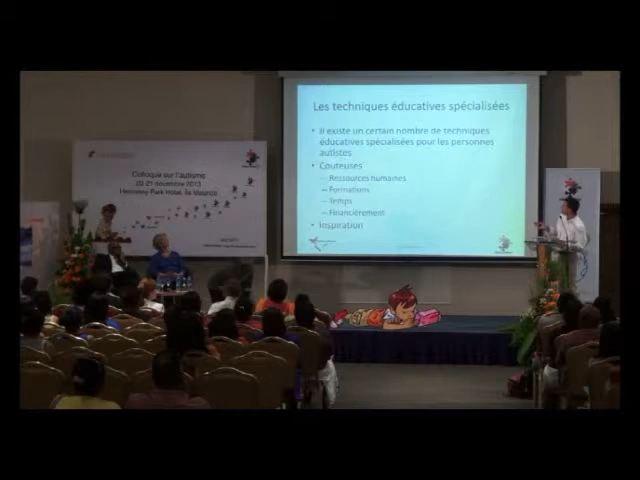 Les techniques éducatives spécialisées
• Il existe un certain nombre de techniques
éducatives spécialisées pour les personnes
autistes
• Couteuses
– Ressources humaines
– Formations
– Temps
– Financièrement
• Inspiration
Colloque sur l'autisme
20-21 novembre 2013
Hennessy Park Hotel, Ile Maurice